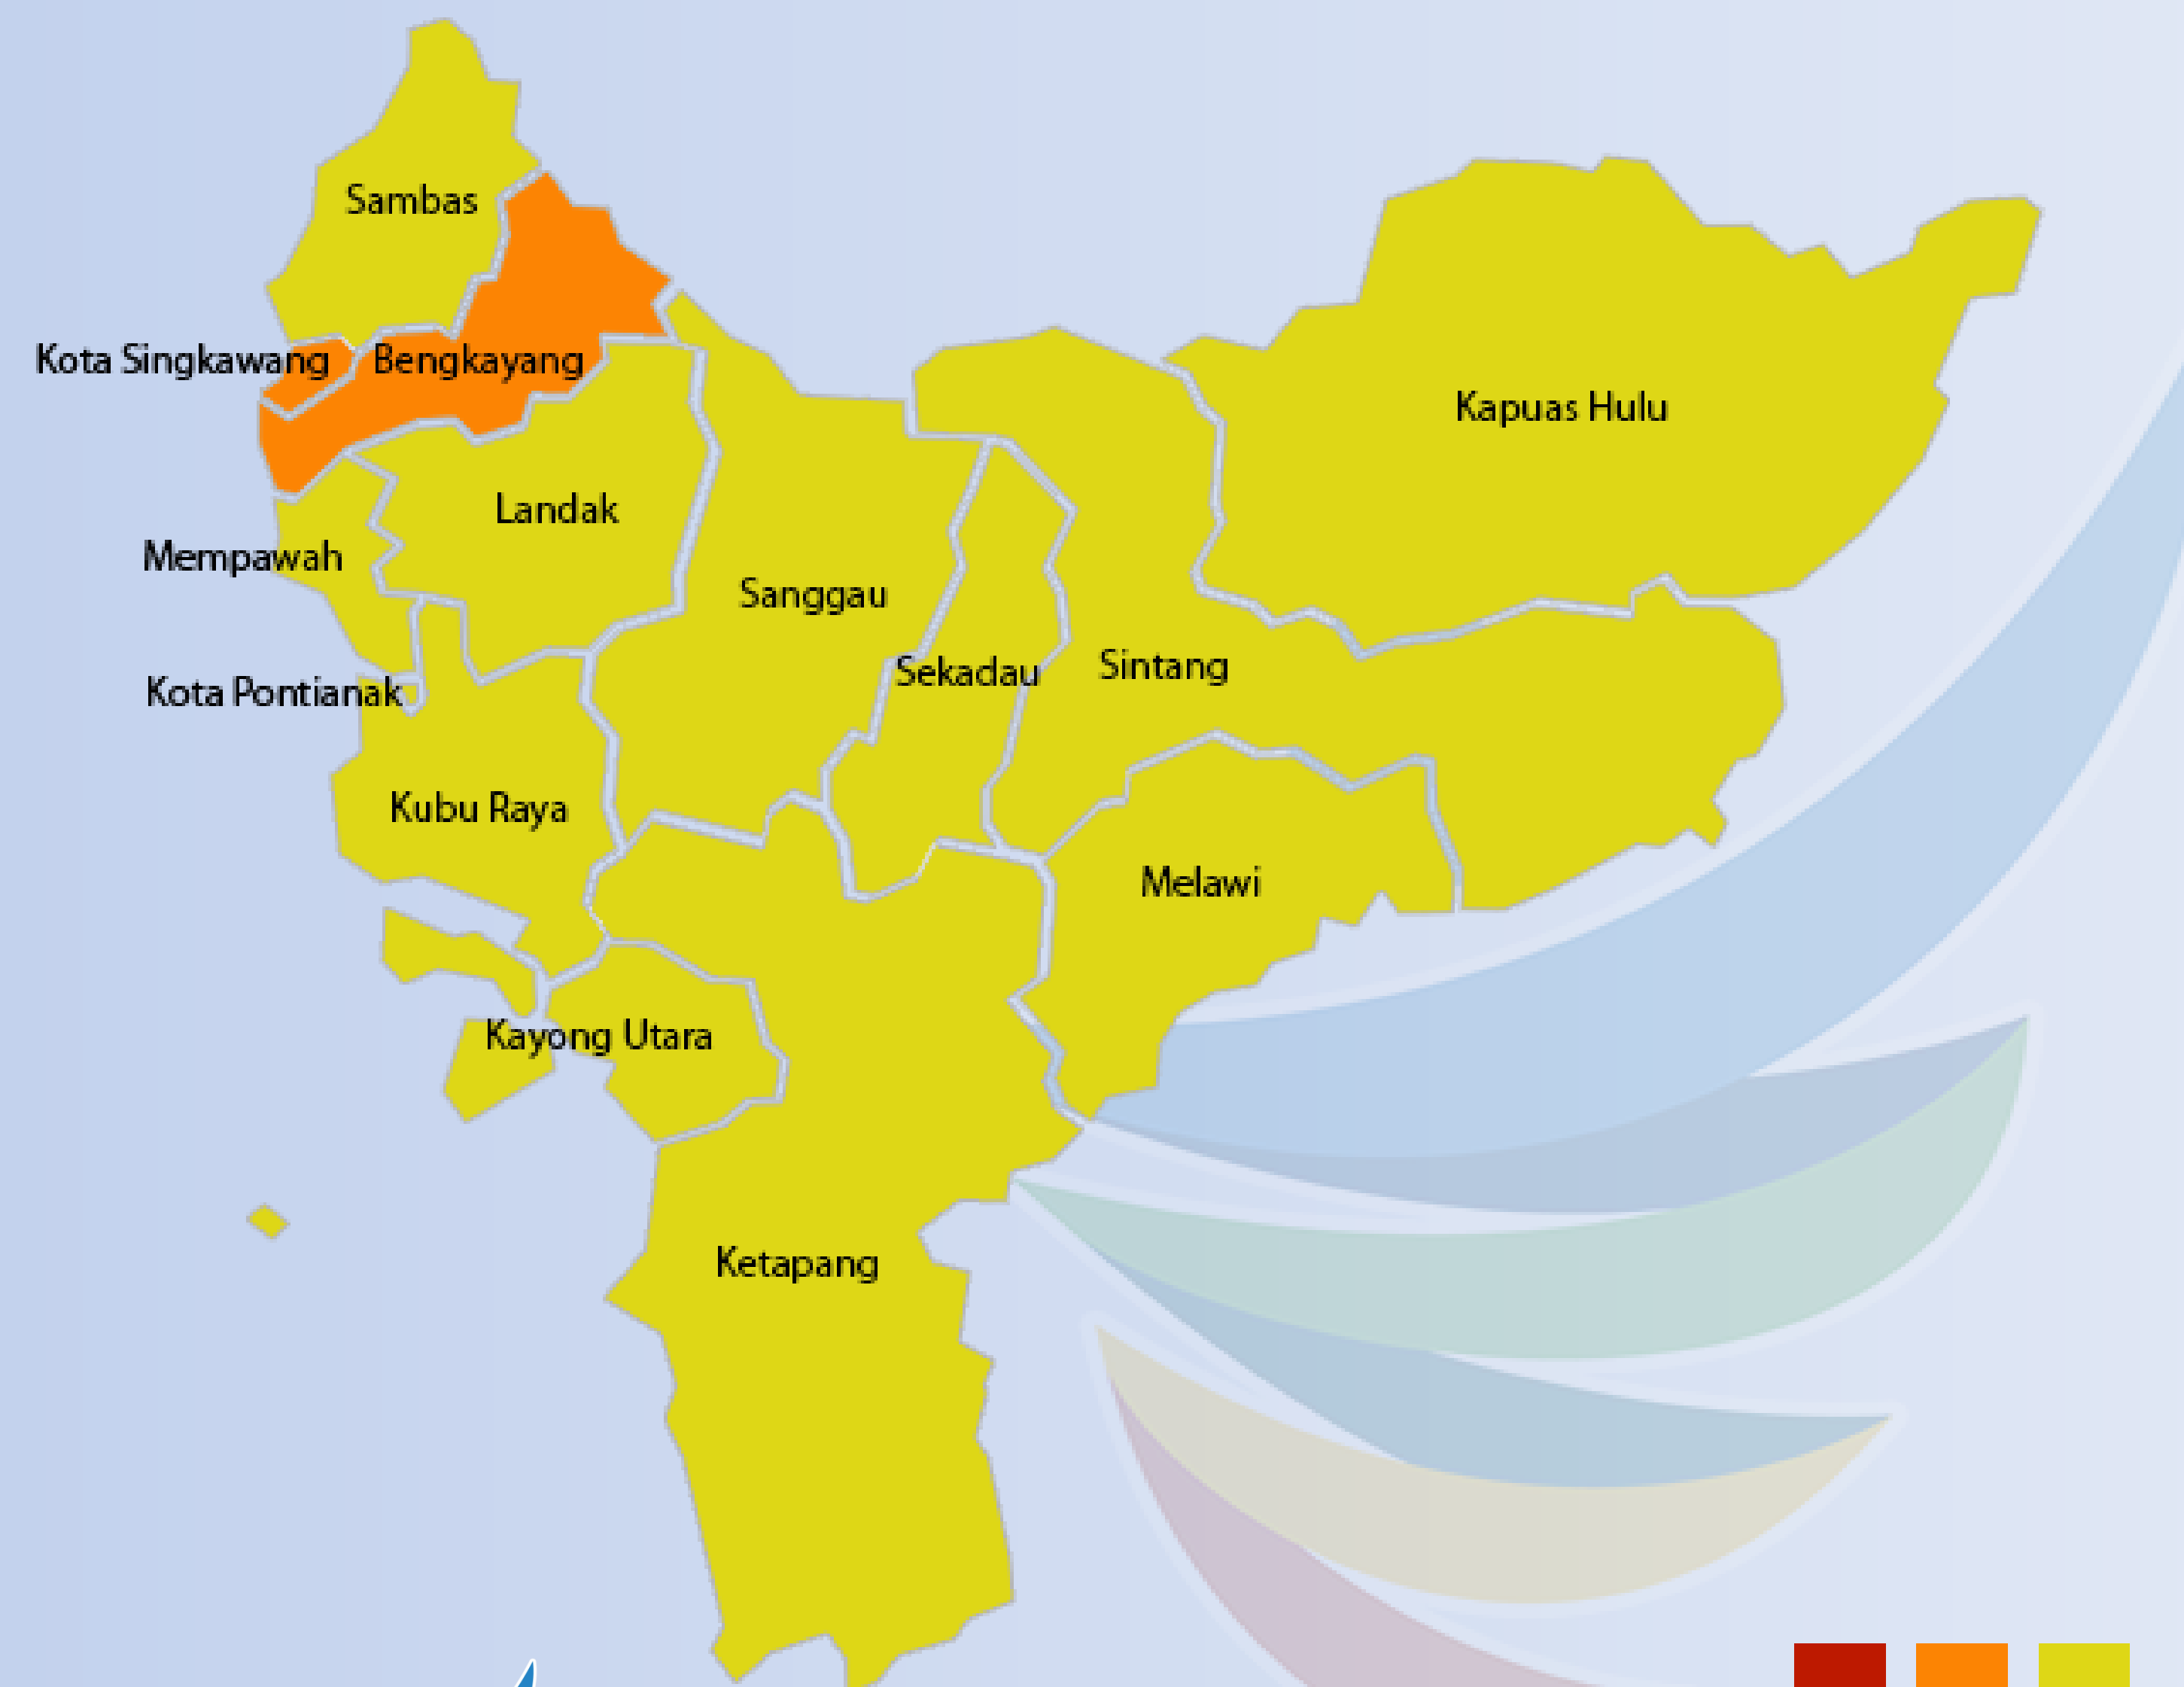 Sambas
Kota Singkawang
Bengkayang
Kapuas Hulu
Landak
Mempawah
Sanggau
Sekadau
Sintang
Kota Pontianak
Kubu Raya
Melawi
Kayong Utara
Ketapang